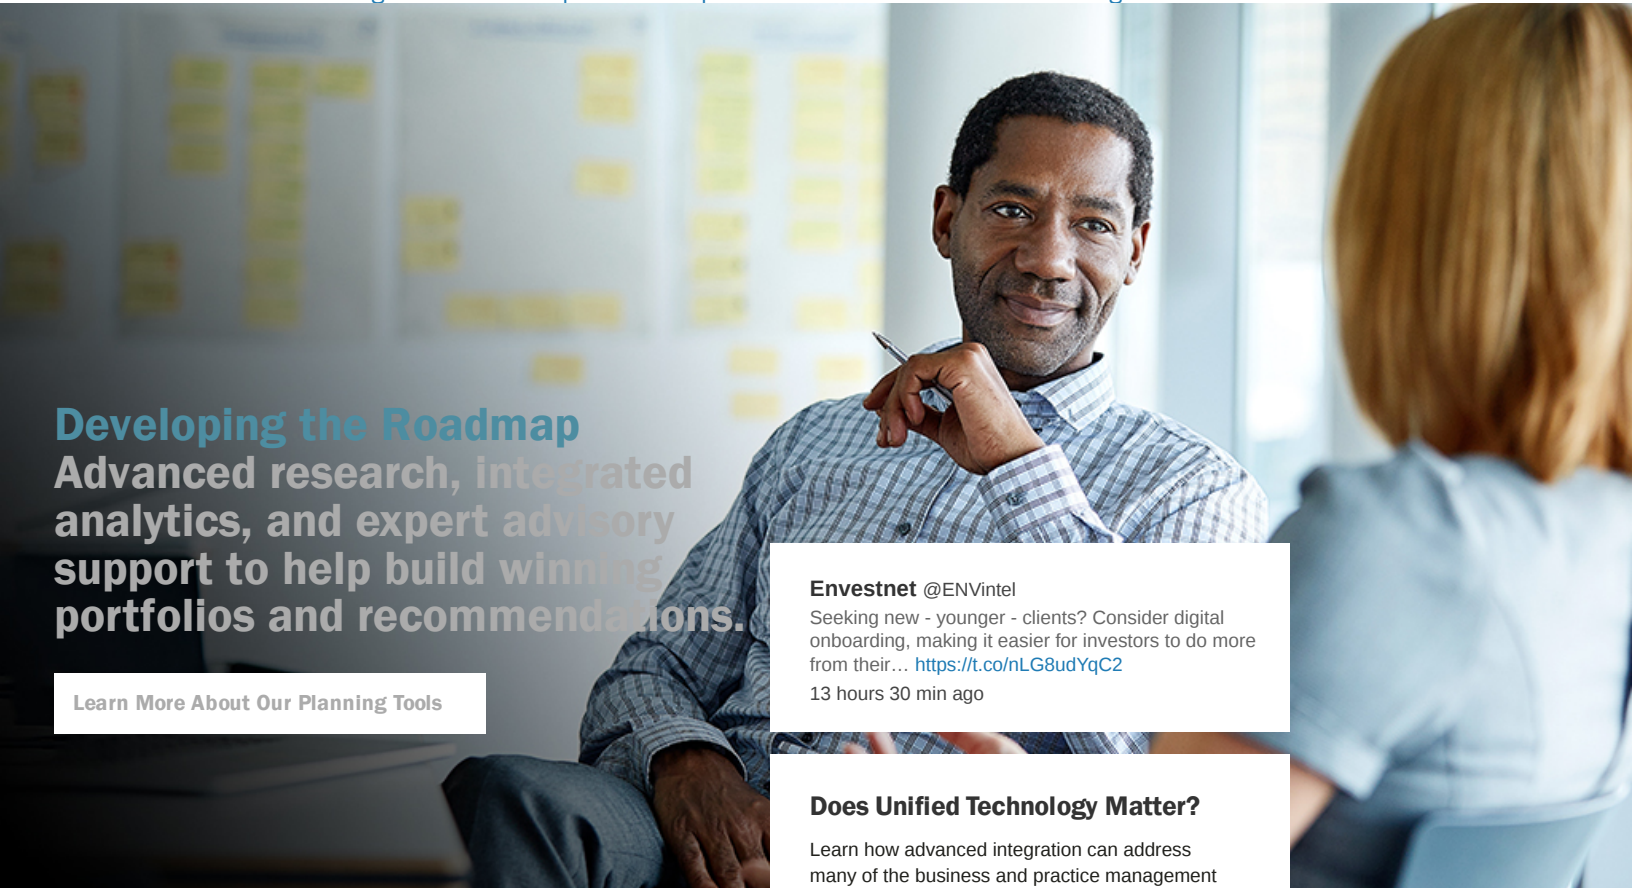 Developing the Roadmap
Advanced research, integrated
analytics, and expert advisory
support to help build winning
portfolios and recommendations.
Learn More About Our Planning Tools
Envestnet @ENVintel
Seeking new - younger - clients? Consider digital
onboarding, making it easier for investors to do more
from their… https://t.co/nLG8udYqC2
13 hours 30 min ago
Does Unified Technology Matter?
Learn how advanced integration can address
many of the business and practice management